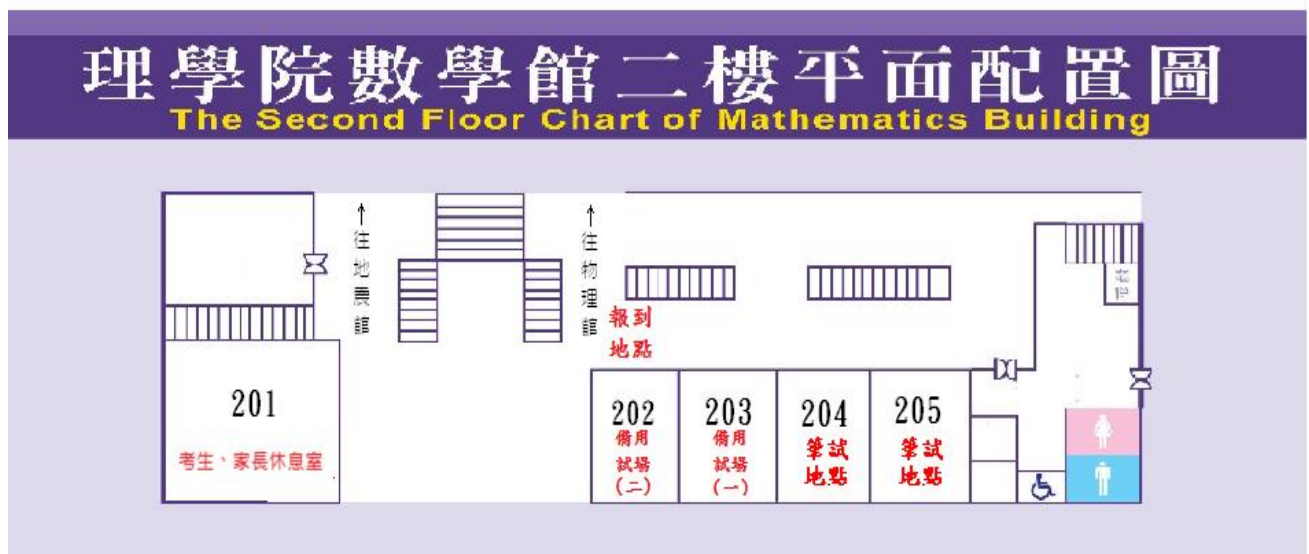 理學院數學館二樓平面配置圖
The Second Floor Chart of Mathematics Building
↑往地震館
↑往物理館
電梯
報到
地點
201
考生、家長休息室
202
備用
試場
(二)
203
備用
試場
(一)
204
筆試
地點
205
筆試
地點